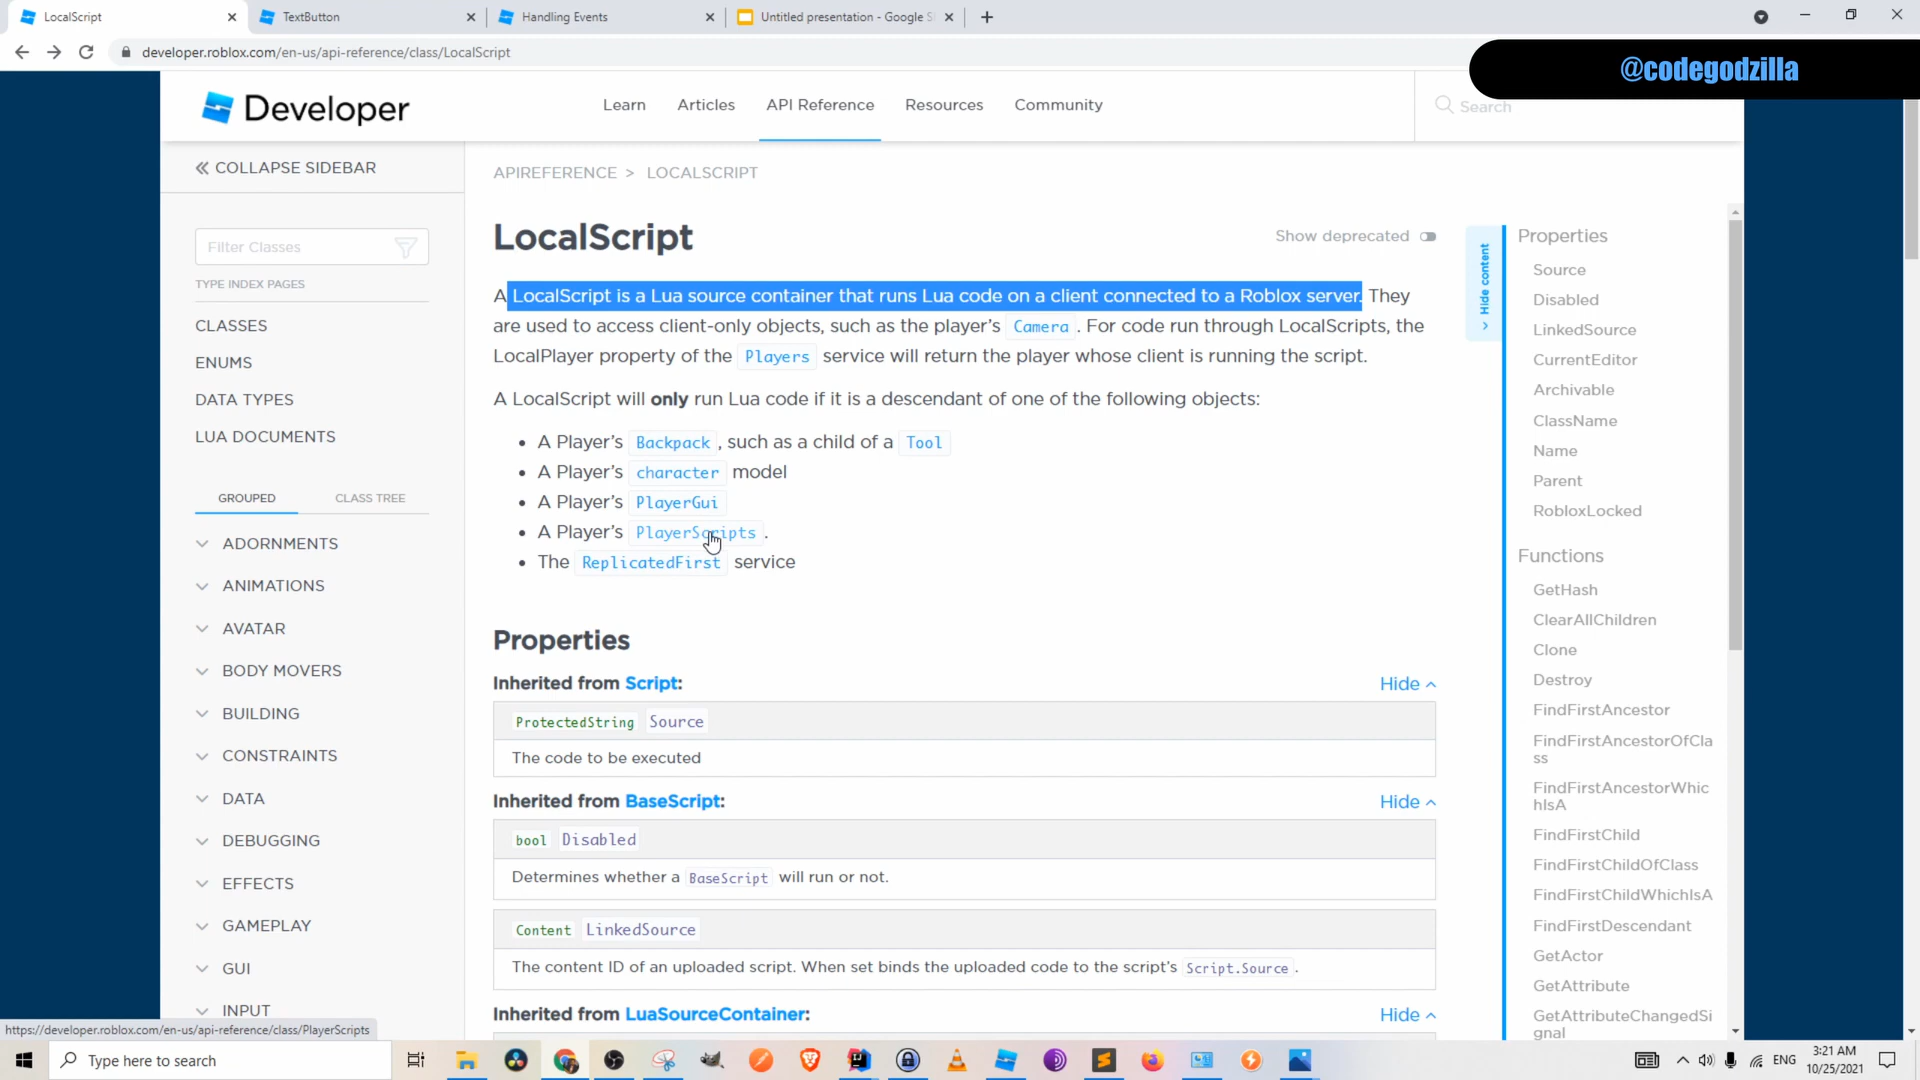 LocalScript
TextButton
Handling Events
Untitled presentation - Google S
developer.roblox.com/en-us/api-reference/class/LocalScript
@codegodzilla
Developer
Learn
Articles
API Reference
Resources
Community
Search
COLLAPSE SIDEBAR
Filter Classes
TYPE INDEX PAGES
CLASSES
ENUMS
DATA TYPES
LUA DOCUMENTS
GROUPED
CLASS TREE
ADORNMENTS
ANIMATIONS
AVATAR
BODY MOVERS
BUILDING
CONSTRAINTS
DATA
DEBUGGING
EFFECTS
GAMEPLAY
GUI
INPUT
APIREFERENCE > LOCALSCRIPT
LocalScript
Show deprecated
A LocalScript is a Lua source container that runs Lua code on a client connected to a Roblox server. They
are used to access client-only objects, such as the player's Camera. For code run through LocalScripts, the
LocalPlayer property of the Players service will return the player whose client is running the script.
A LocalScript will only run Lua code if it is a descendant of one of the following objects:
• A Player's Backpack, such as a child of a Tool
• A Player's character model
• A Player's PlayerGui
• A Player's PlayerScripts.
• The ReplicatedFirst service
Properties
Inherited from Script:
Hide
ProtectedString Source
The code to be executed
Inherited from BaseScript:
Hide
bool Disabled
Determines whether a BaseScript will run or not.
Content LinkedSource
The content ID of an uploaded script. When set binds the uploaded code to the script's Script.Source.
Inherited from LuaSourceContainer:
Hide
Hide content
Properties
Source
Disabled
LinkedSource
CurrentEditor
Archivable
ClassName
Name
Parent
RobloxLocked
Functions
GetHash
ClearAllChildren
Clone
Destroy
FindFirstAncestor
FindFirstAncestorOfCla
ss
FindFirstAncestorWhic
hIsA
FindFirstChild
FindFirstChildOfClass
FindFirstChildWhichIsA
FindFirstDescendant
GetActor
GetAttribute
GetAttributeChangedSi
gnal
https://developer.roblox.com/en-us/api-reference/class/PlayerScripts
Type here to search
ENG
3:21 AM
10/25/2021